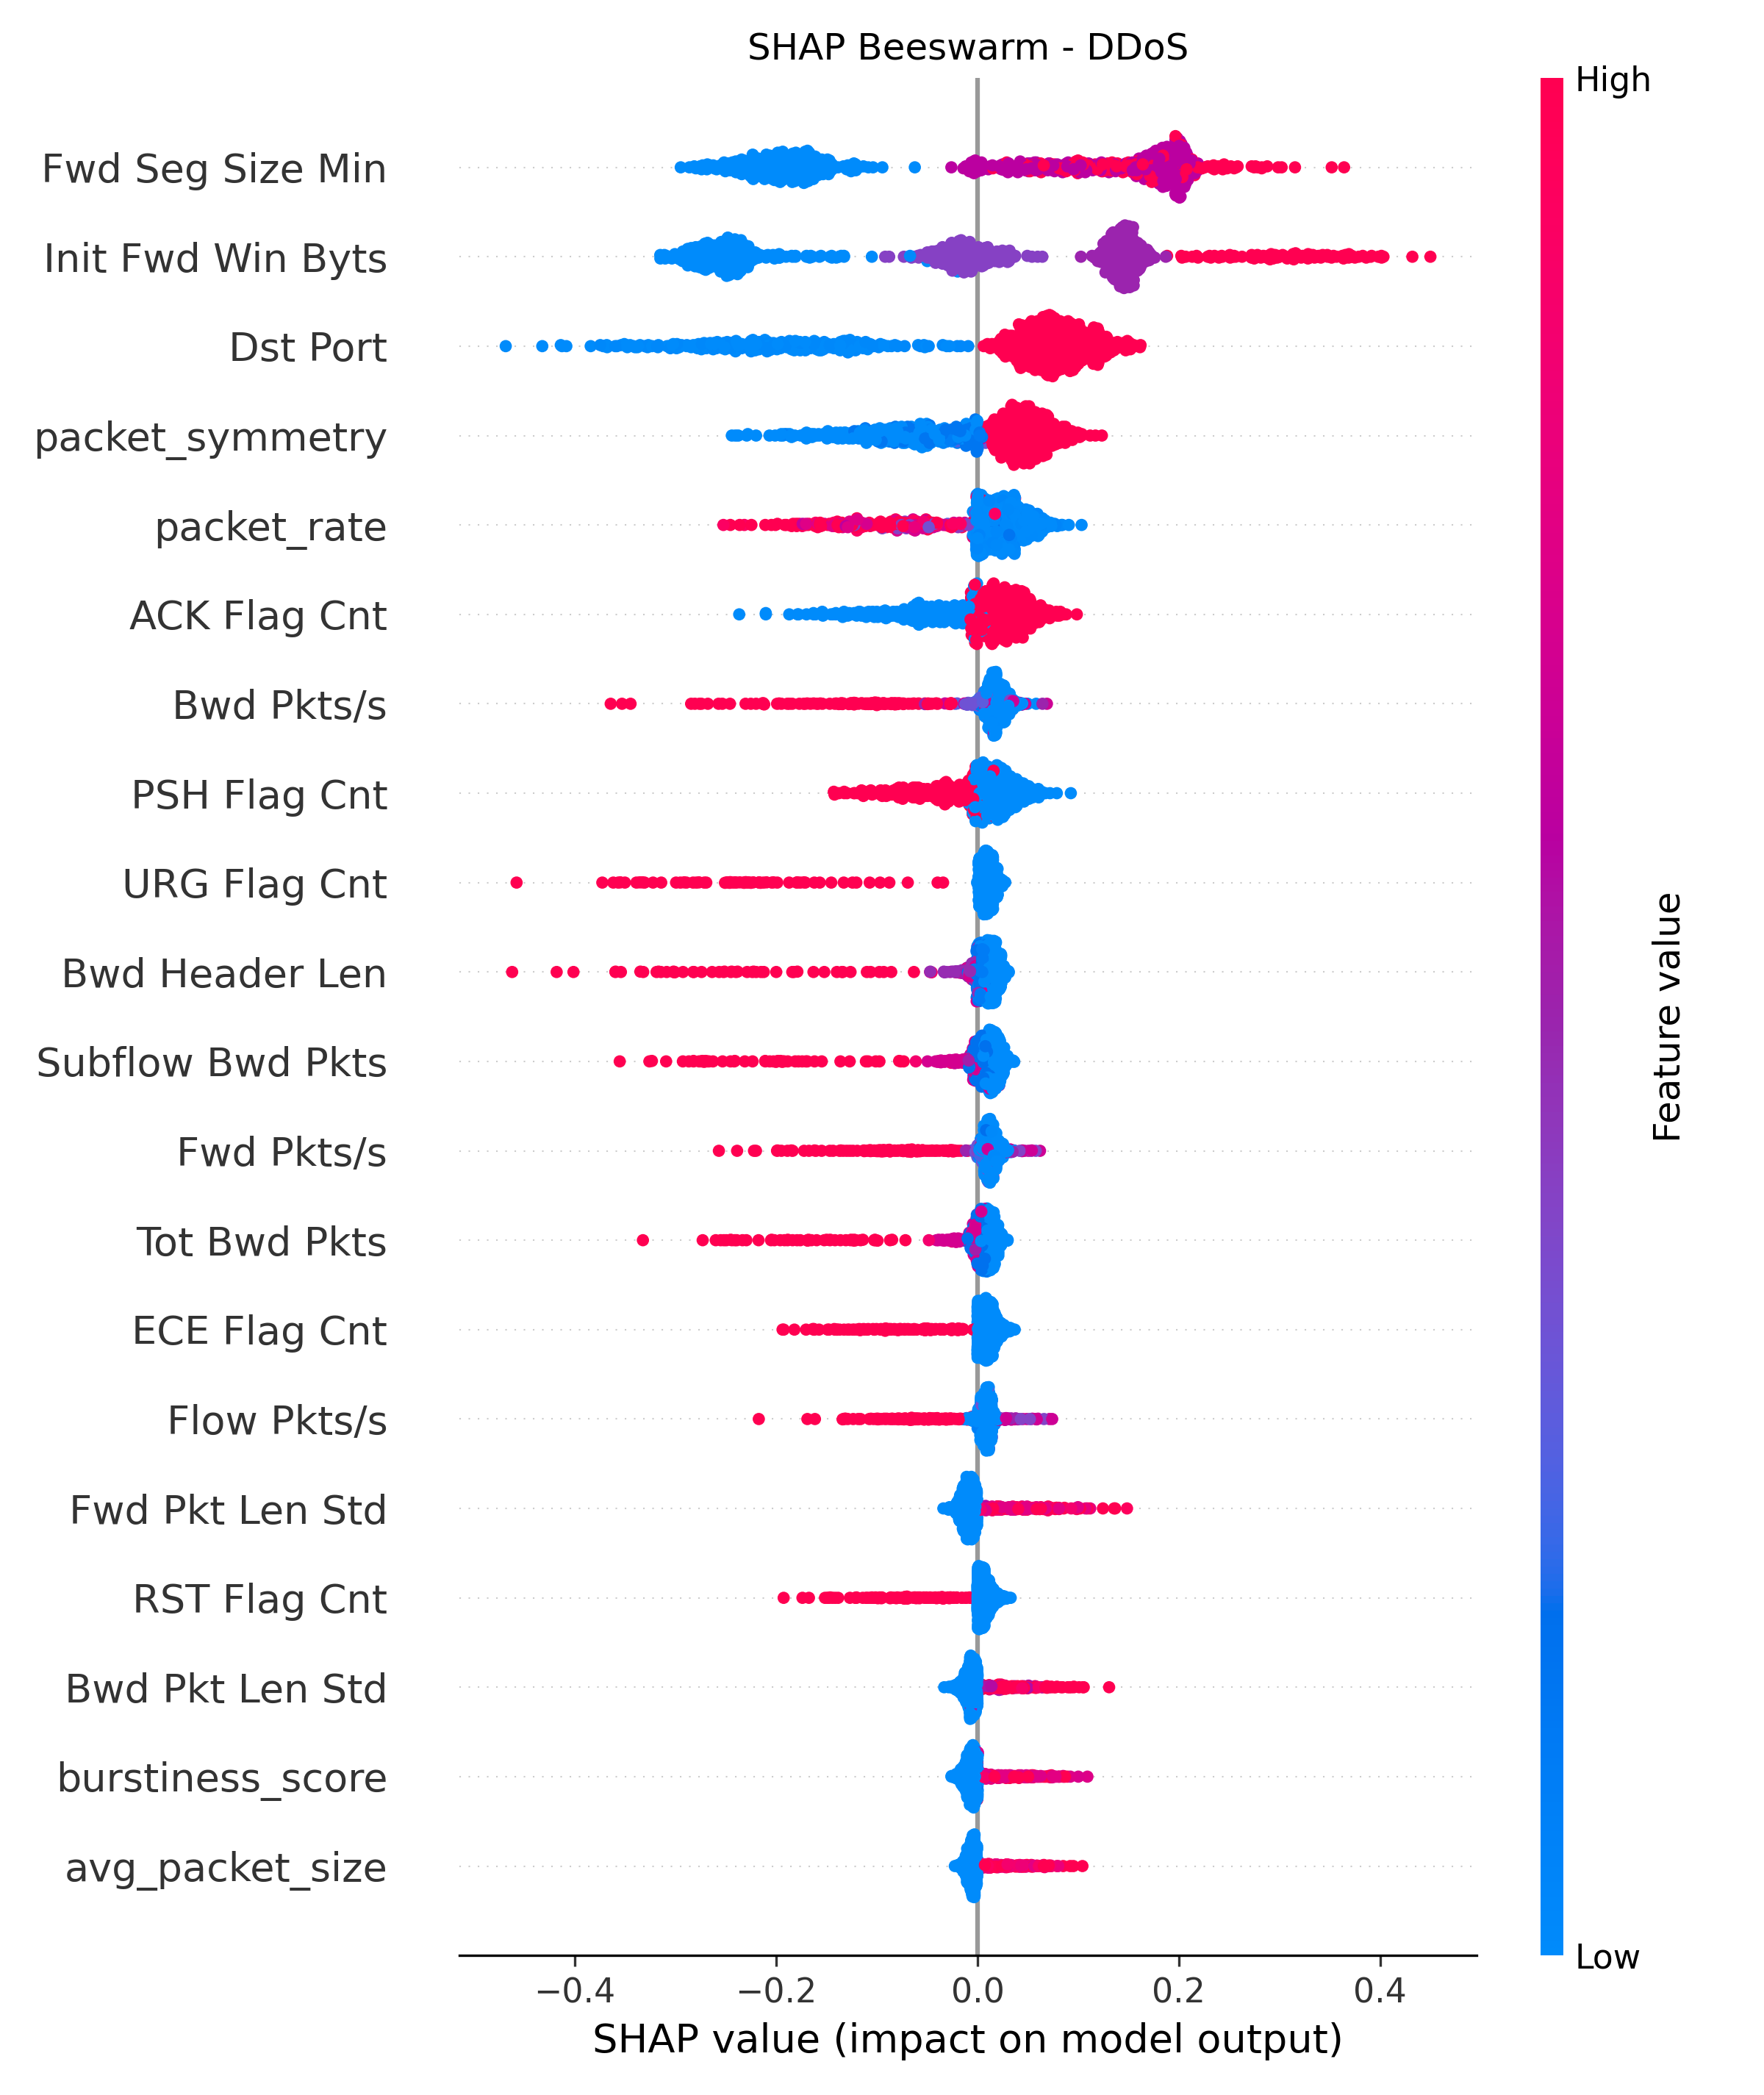 SHAP Beeswarm - DDoS
High
Fwd Seg Size Min
Init Fwd Win Byts
Dst Port
packet_symmetry
packet_rate
ACK Flag Cnt
Bwd Pkts/s
PSH Flag Cnt
URG Flag Cnt
Bwd Header Len
Subflow Bwd Pkts
Fwd Pkts/s
Tot Bwd Pkts
ECE Flag Cnt
Flow Pkts/s
Fwd Pkt Len Std
RST Flag Cnt
Bwd Pkt Len Std
burstiness_score
avg_packet_size
Feature value
Low
−0.4 −0.2 0.0 0.2 0.4
SHAP value (impact on model output)